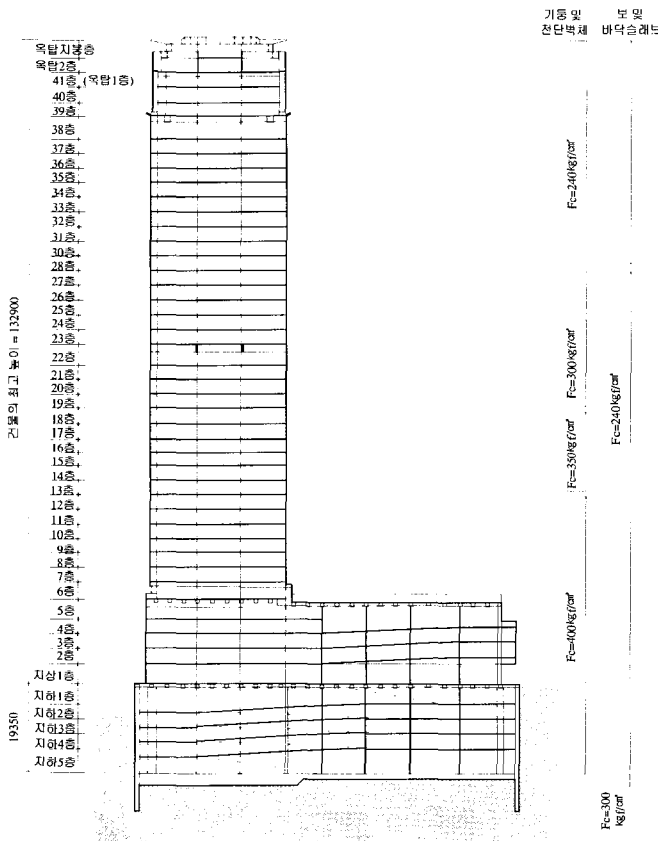 기둥 및
전단벽체
보 및
바닥슬래브
옥탑지붕층
옥탑2층
41층 (옥탑1층)
40층
39층
38층
37층
36층
35층
34층
33층
32층
31층
30층
28층
27층
26층
25층
24층
23층
22층
21층
20층
19층
18층
17층
16층
15층
14층
13층
12층
11층
10층
9층
8층
7층
6층
5층
4층
3층
2층
지상1층
지하1층
지하2층
지하3층
지하4층
지하5층
건물의 최고 높이 = 132900
19350
Fc=240kgf/cm²
Fc=300kgf/cm²
Fc=350kgf/cm²
Fc=400kgf/cm²
Fc=240kgf/cm²
Fc=300
kgf/cm²